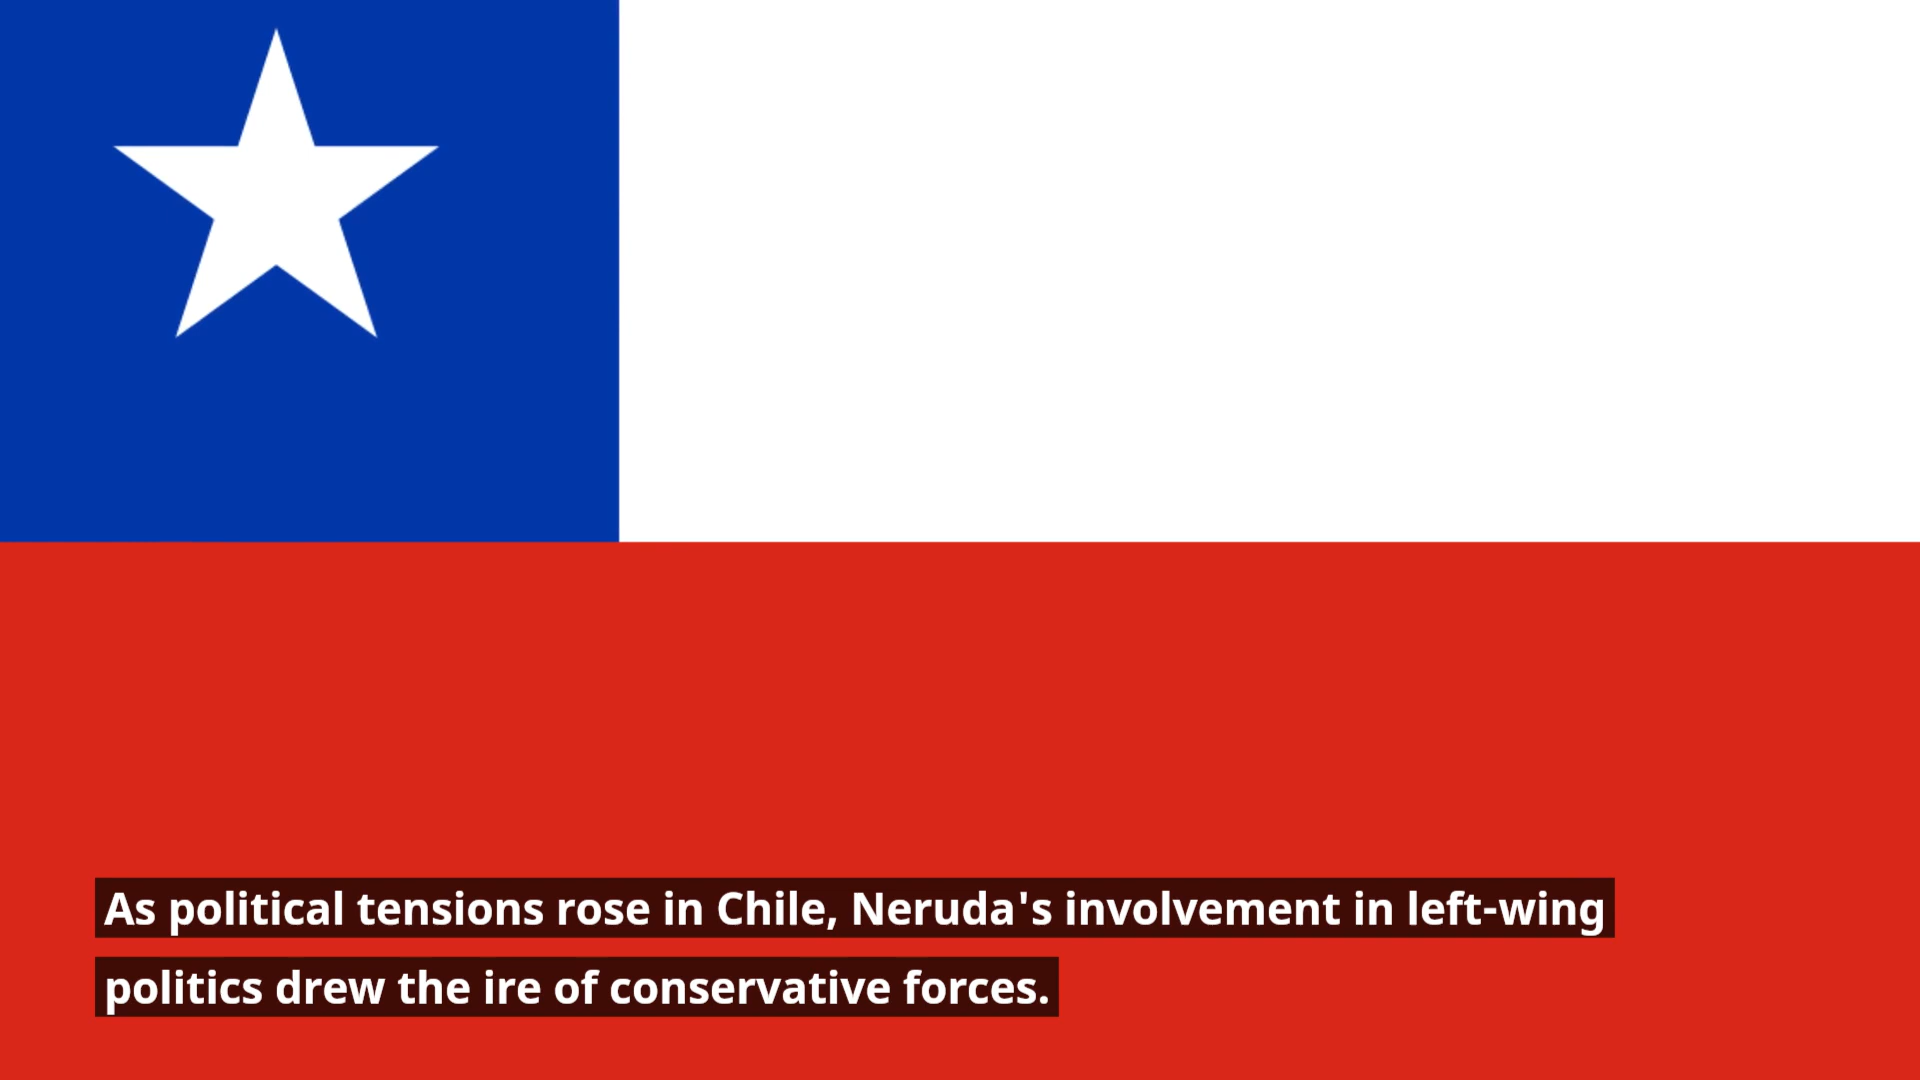 As political tensions rose in Chile, Neruda's involvement in left-wing
politics drew the ire of conservative forces.